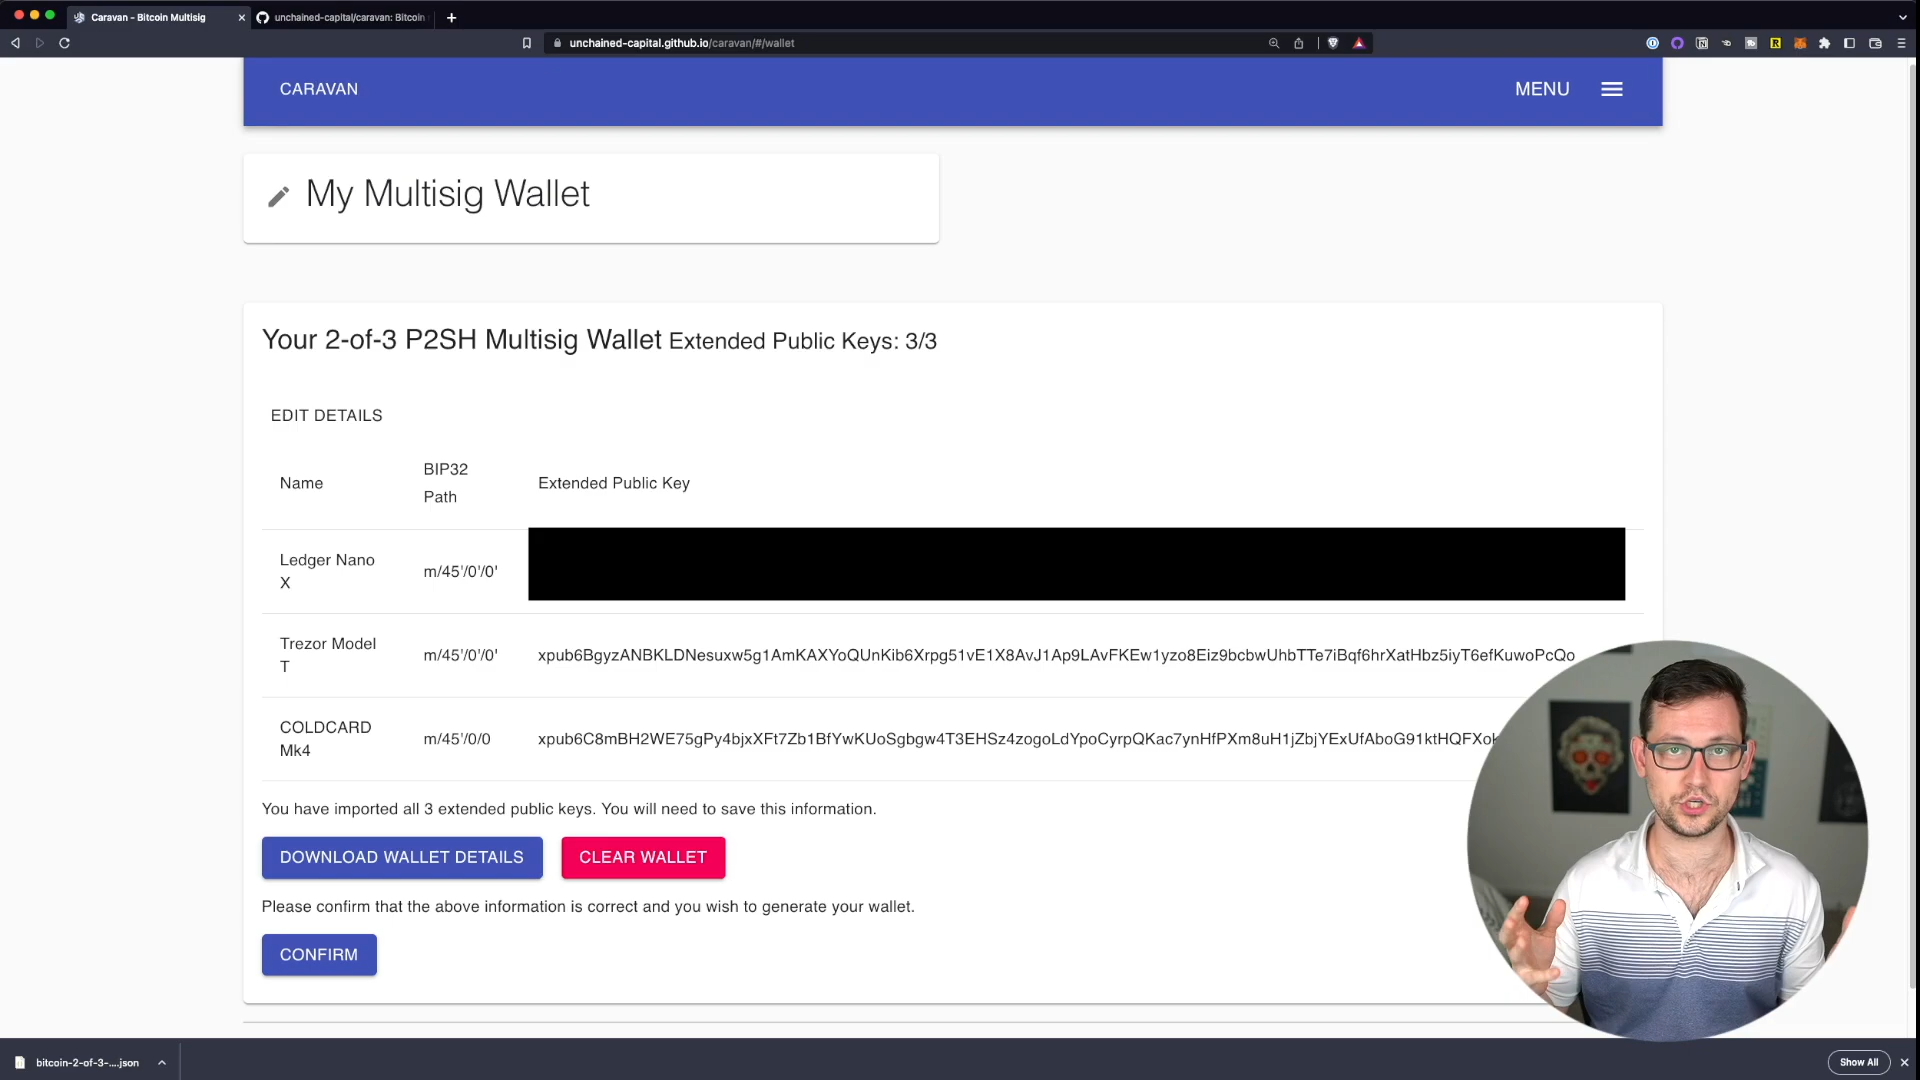 Caravan - Bitcoin Multisig
unchained-capital/caravan: Bitcoin
unchained-capital.github.io/caravan/#/wallet
CARAVAN
MENU
My Multisig Wallet
Your 2-of-3 P2SH Multisig Wallet Extended Public Keys: 3/3
EDIT DETAILS
Name
BIP32
Path
Extended Public Key
Ledger Nano
X
m/45'/0'/0'
Trezor Model
T
m/45'/0'/0'
xpub6BgyzANBKLDNesuxw5g1AmKAXYoQUnKib6Xrpg51vE1X8AvJ1Ap9LAvFKEw1yzo8Eiz9bcbwUhbTTe7iBqf6hrXatHbz5iyT6efKuwoPcQo
COLDCARD
Mk4
m/45'/0/0
xpub6C8mBH2WE75gPy4bjxXFt7Zb1BfYwKUoSgbgw4T3EHSz4zogoLdYpoCyrpQKac7ynHfPXm8uH1jZbjYExUfAboG91ktHQFXok
You have imported all 3 extended public keys. You will need to save this information.
DOWNLOAD WALLET DETAILS
CLEAR WALLET
Please confirm that the above information is correct and you wish to generate your wallet.
CONFIRM
bitcoin-2-of-3-....json
Show All